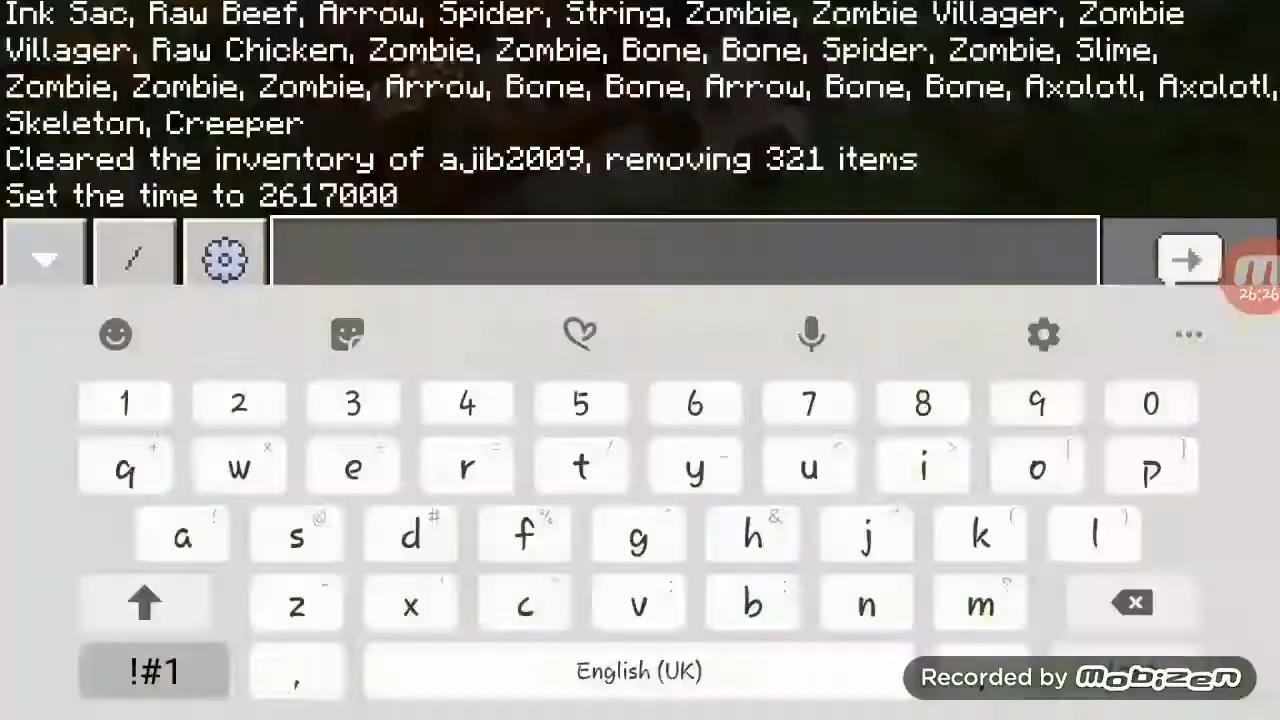 Ink Sac, Raw Beef, Arrow, Spider, String, Zombie, Zombie Villager, Zombie
Villager, Raw Chicken, Zombie, Zombie, Bone, Bone, Spider, Zombie, Slime,
Zombie, Zombie, Zombie, Arrow, Bone, Bone, Arrow, Bone, Bone, Axolotl, Axolotl,
Skeleton, Creeper
Cleared the inventory of ajib2009, removing 321 items
Set the time to 2617000
/
26:26
1 2 3 4 5 6 7 8 9 0
q w e r t y u i o p
a s d f g h j k l
z x c v b n m
!#1 , English (UK)
Recorded by mobizen